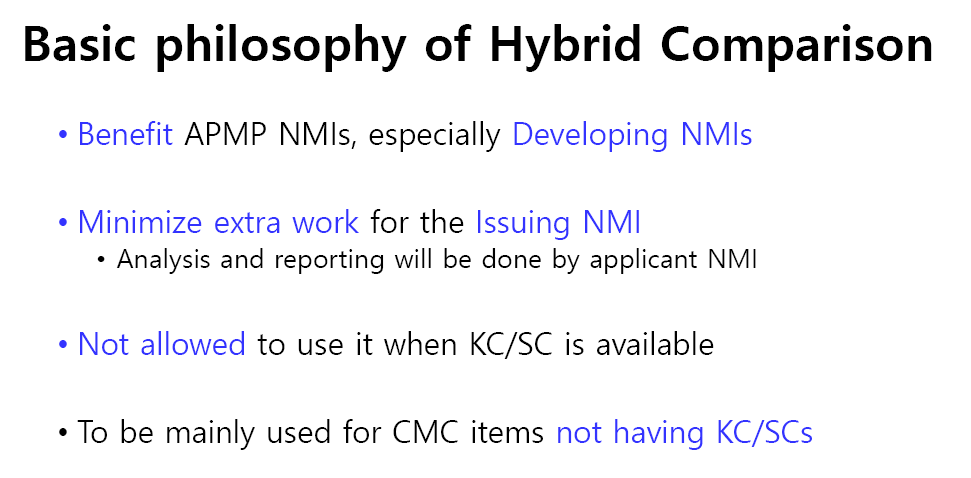 Basic philosophy of Hybrid Comparison
• Benefit APMP NMIs, especially Developing NMIs
• Minimize extra work for the Issuing NMI
• Analysis and reporting will be done by applicant NMI
• Not allowed to use it when KC/SC is available
• To be mainly used for CMC items not having KC/SCs